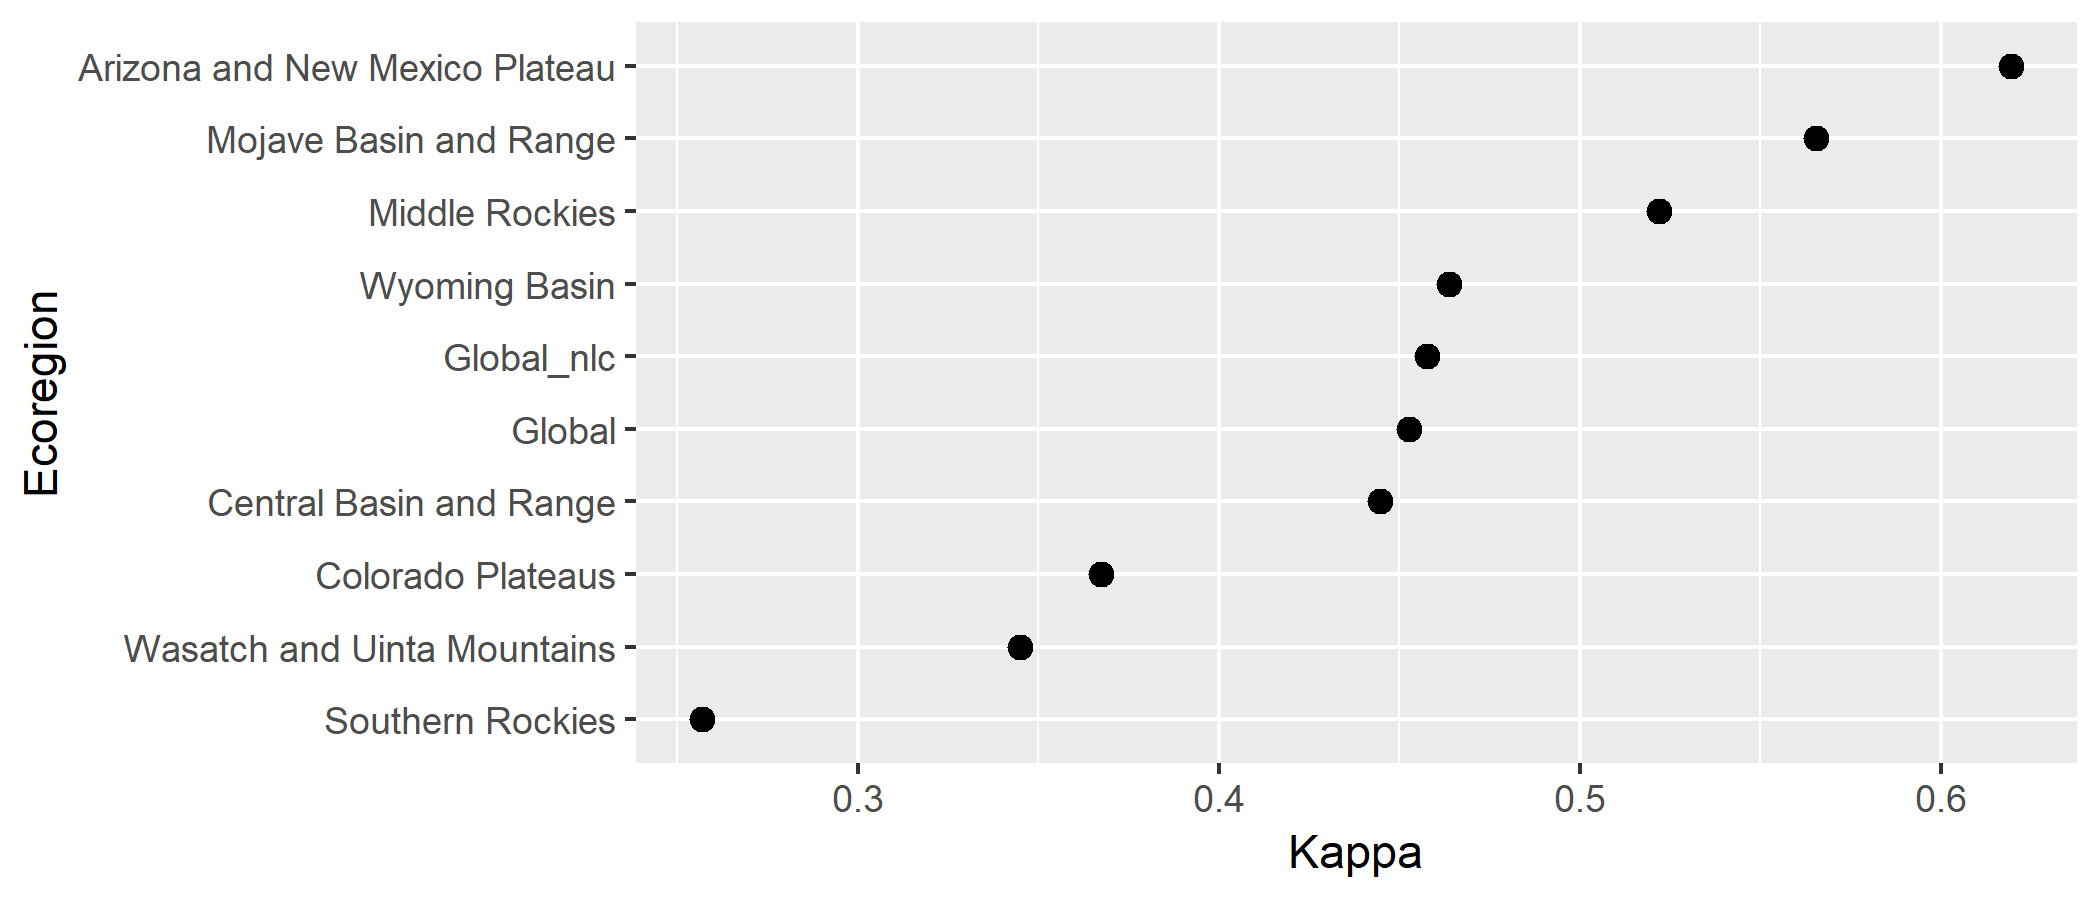 Arizona and New Mexico Plateau
Mojave Basin and Range
Middle Rockies
Wyoming Basin
Global_nlc
Global
Central Basin and Range
Colorado Plateaus
Wasatch and Uinta Mountains
Southern Rockies
Ecoregion
0.3 0.4 0.5 0.6
Kappa